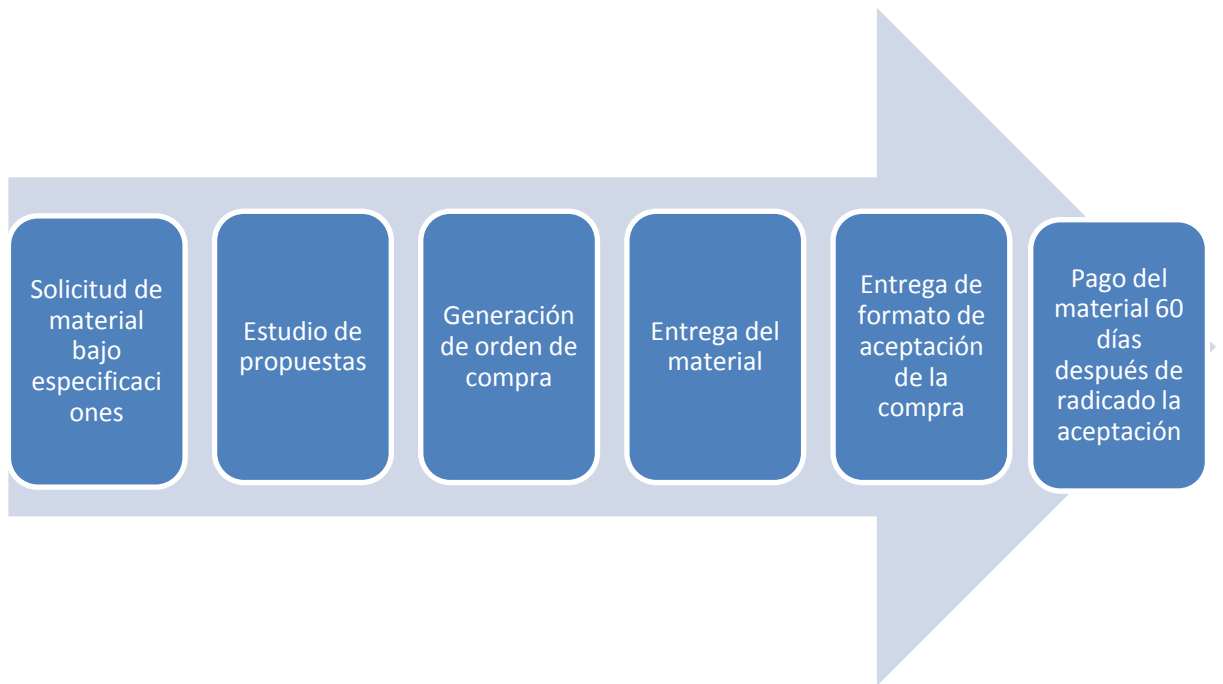 Solicitud de
material
bajo
especificaci
ones
Estudio de
propuestas
Generación
de orden de
compra
Entrega del
material
Entrega de
formato de
aceptación
de la
compra
Pago del
material 60
días
después de
radicado la
aceptación